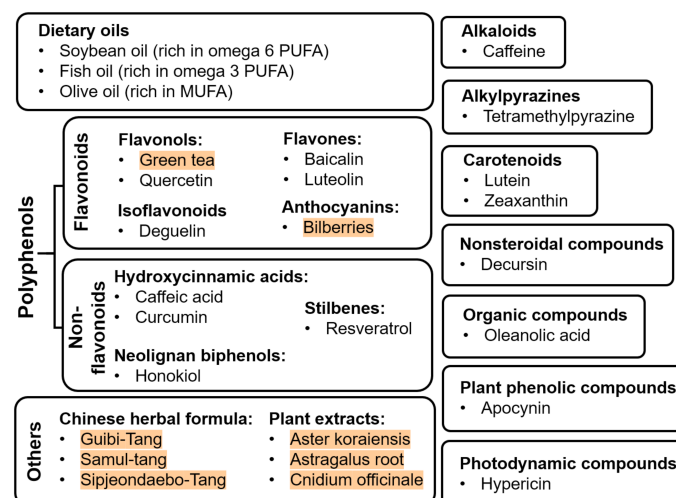 Dietary oils
• Soybean oil (rich in omega 6 PUFA)
• Fish oil (rich in omega 3 PUFA)
• Olive oil (rich in MUFA)
Polyphenols
Flavonoids
Flavonols:
• Green tea
• Quercetin
Flavones:
• Baicalin
• Luteolin
Isoflavonoids
• Deguelin
Anthocyanins:
• Bilberries
Non-
flavonoids
Hydroxycinnamic acids:
• Caffeic acid
• Curcumin
Stilbenes:
• Resveratrol
Neolignan biphenols:
• Honokiol
Others
Chinese herbal formula:
• Guibi-Tang
• Samul-tang
• Sipjeondaebo-Tang
Plant extracts:
• Aster koraiensis
• Astragalus root
• Cnidium officinale
Alkaloids
• Caffeine
Alkylpyrazines
• Tetramethylpyrazine
Carotenoids
• Lutein
• Zeaxanthin
Nonsteroidal compounds
• Decursin
Organic compounds
• Oleanolic acid
Plant phenolic compounds
• Apocynin
Photodynamic compounds
• Hypericin